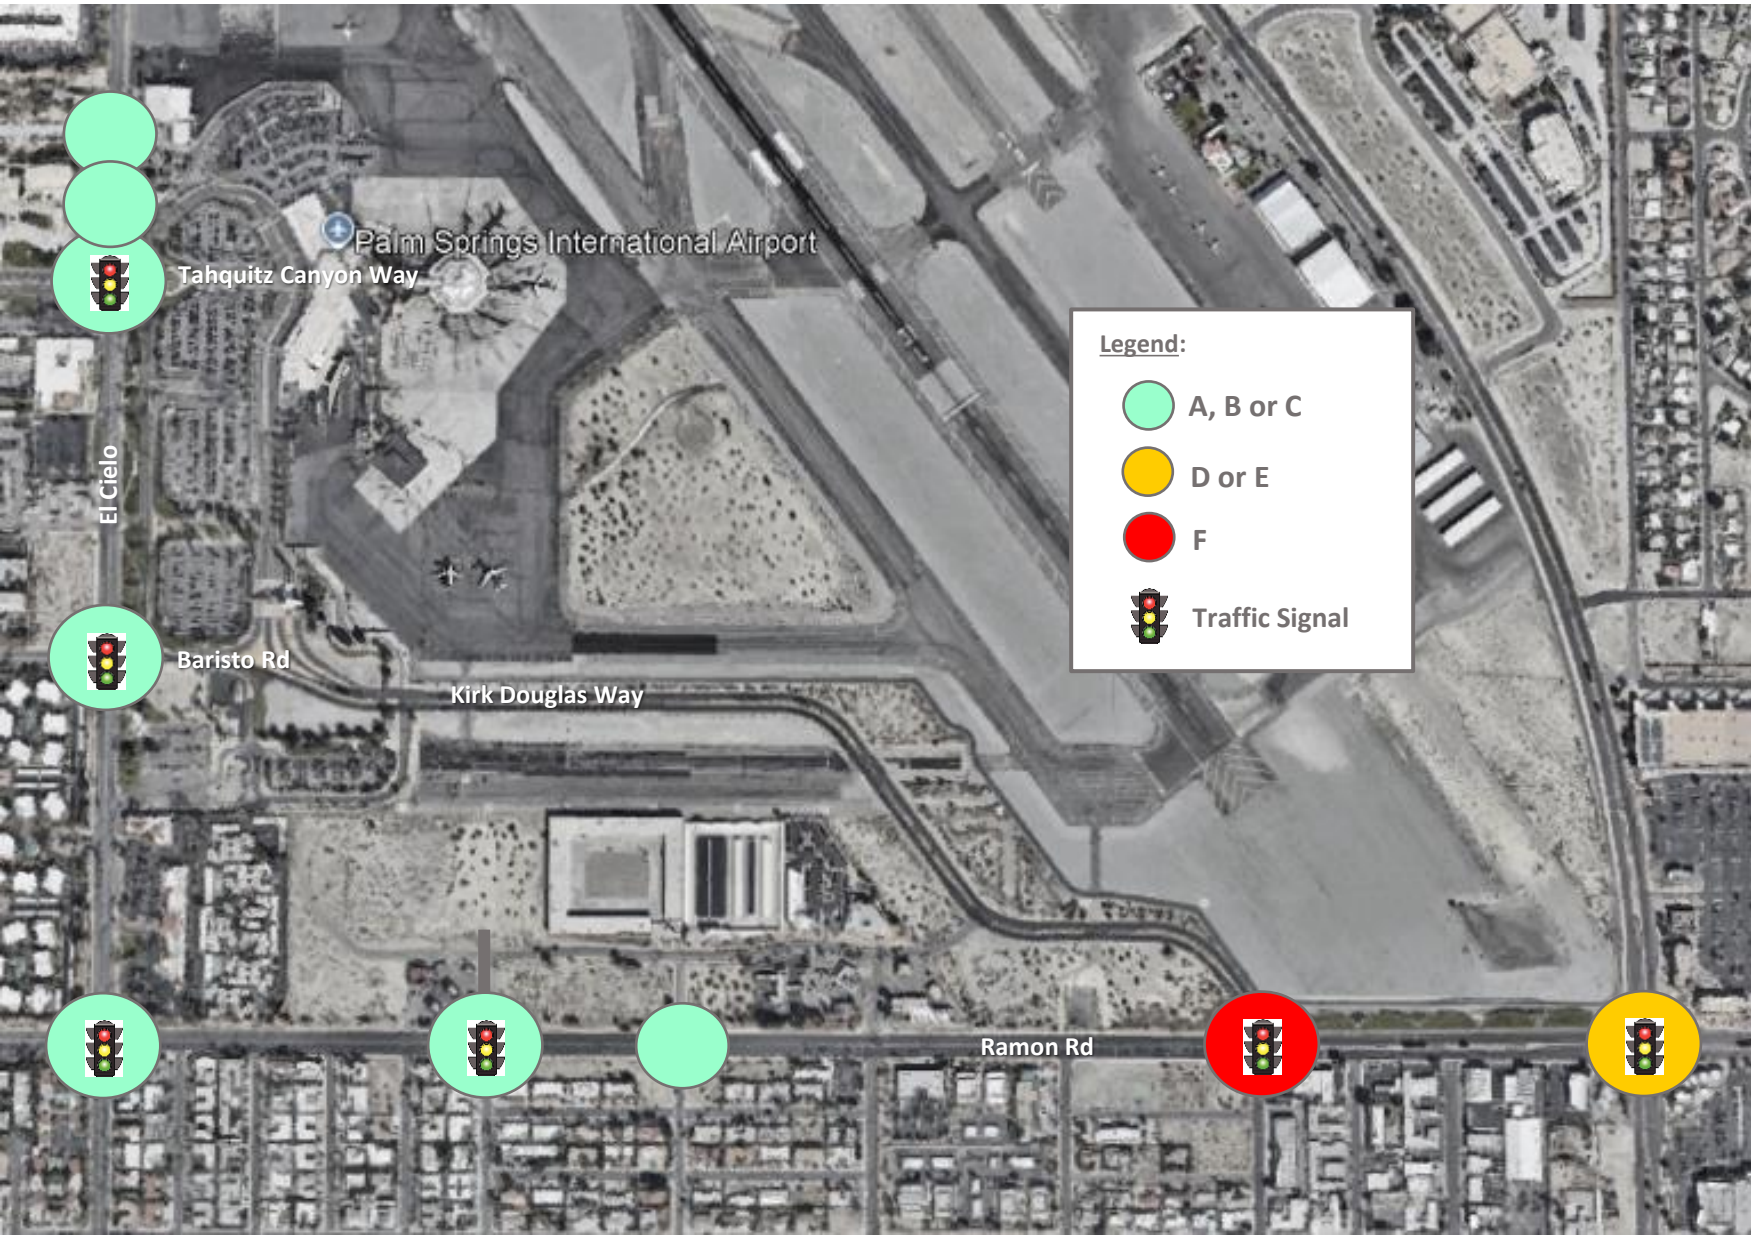 Palm Springs International Airport
Tahquitz Canyon Way
Legend:
A, B or C
D or E
F
Traffic Signal
El Cielo
Baristo Rd
Kirk Douglas Way
Ramon Rd